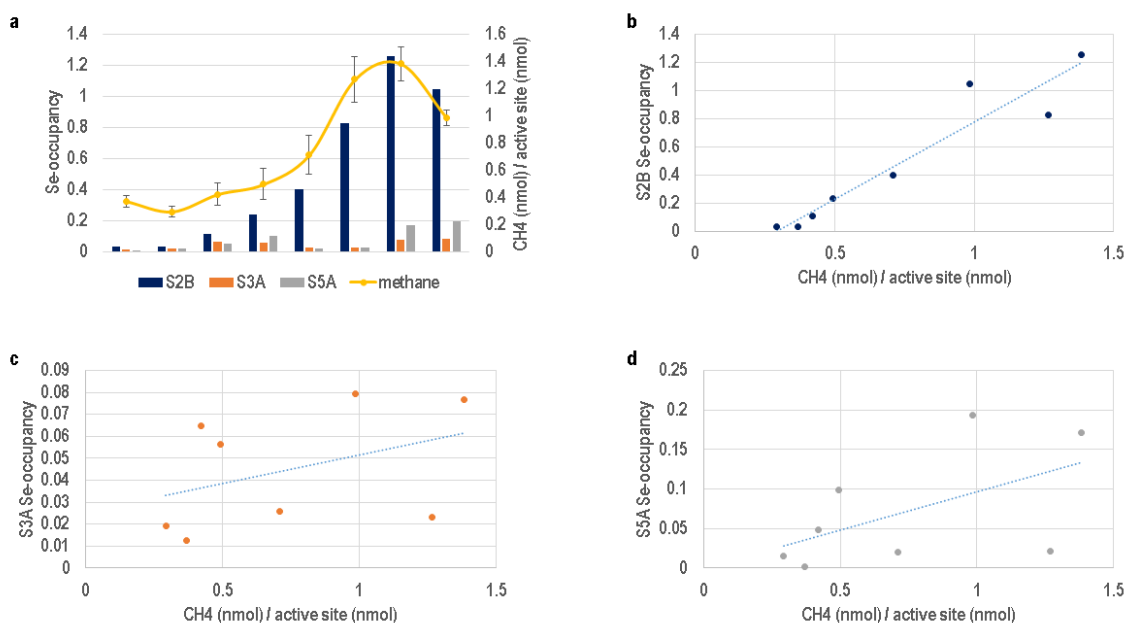 a
1.4
1.2
1
0.8
0.6
0.4
0.2
0
Se-occupancy
1.6
1.4
1.2
1
0.8
0.6
0.4
0.2
0
CH4 (nmol) / active site (nmol)
S2B S3A S5A methane
b
1.4
1.2
1
0.8
0.6
0.4
0.2
0
S2B Se-occupancy
0 0.5 1 1.5
CH4 (nmol) / active site (nmol)
c
0.09
0.08
0.07
0.06
0.05
0.04
0.03
0.02
0.01
0
S3A Se-occupancy
0 0.5 1 1.5
CH4 (nmol) / active site (nmol)
d
0.25
0.2
0.15
0.1
0.05
0
S5A Se-occupancy
0 0.5 1 1.5
CH4 (nmol) / active site (nmol)